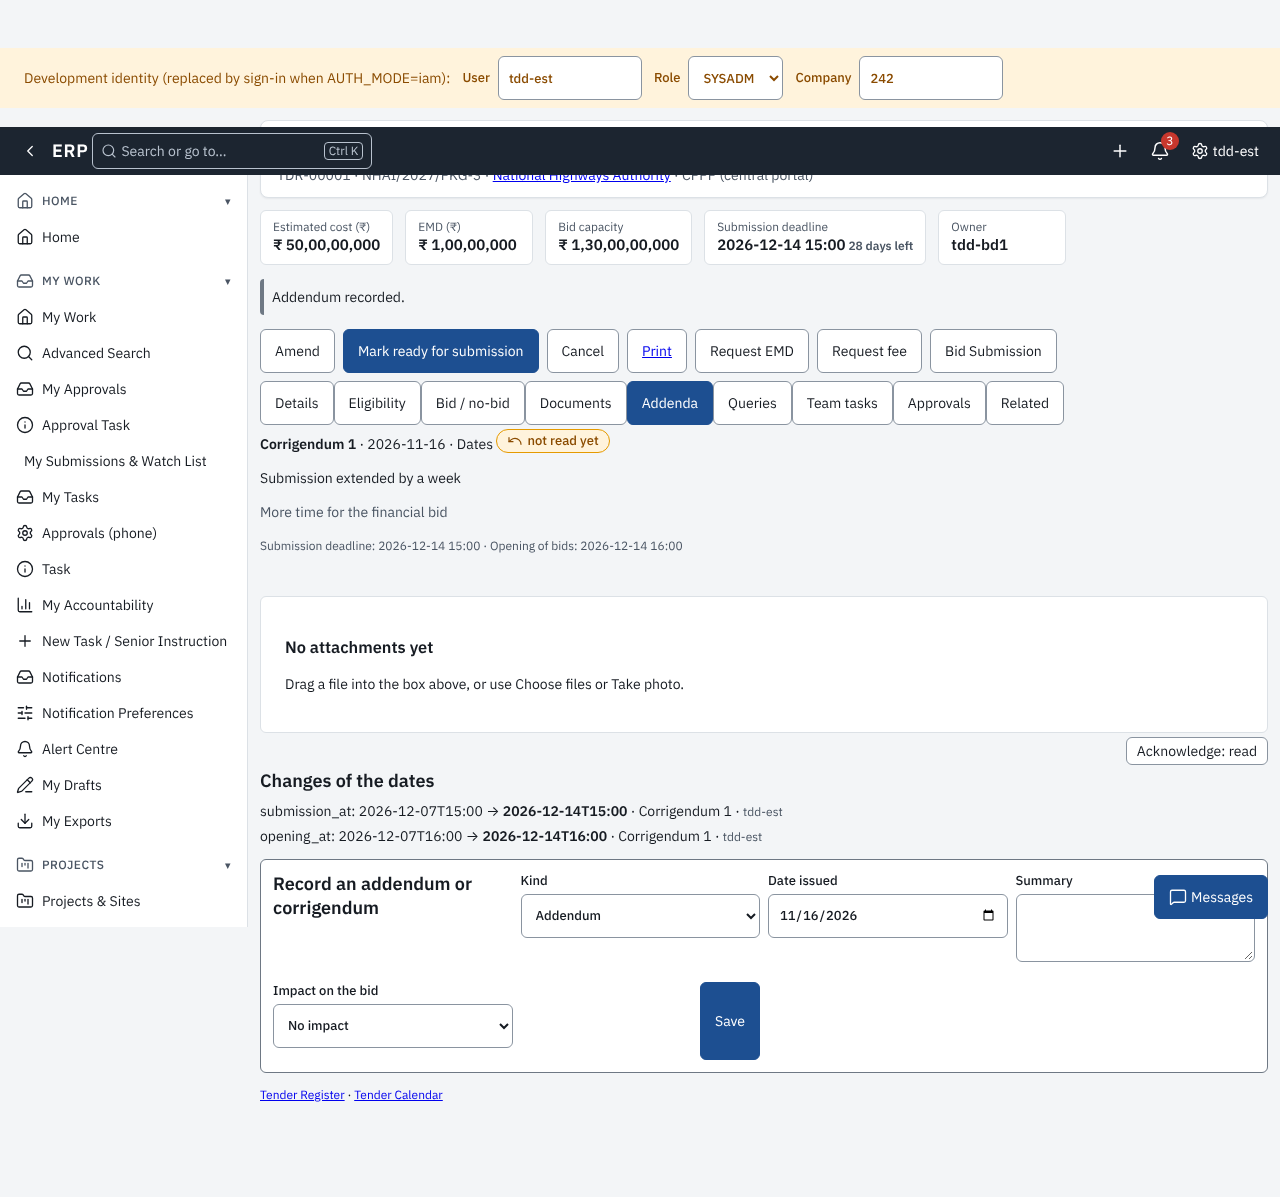 Development identity (replaced by sign-in when AUTH_MODE=iam): User tdd-est Role SYSADM Company 242
ERP Search or go to... Ctrl K 3 tdd-est
TDR-00001 · NHAI/2027/PKG-3 · National Highways Authority · CPPP (central portal)
HOME
Home
MY WORK
My Work
Advanced Search
My Approvals
Approval Task
My Submissions & Watch List
My Tasks
Approvals (phone)
Task
My Accountability
New Task / Senior Instruction
Notifications
Notification Preferences
Alert Centre
My Drafts
My Exports
PROJECTS
Projects & Sites
Estimated cost (₹)
₹ 50,00,00,000
EMD (₹)
₹ 1,00,00,000
Bid capacity
₹ 1,30,00,00,000
Submission deadline
2026-12-14 15:00 28 days left
Owner
tdd-bd1
Addendum recorded.
Amend Mark ready for submission Cancel Print Request EMD Request fee Bid Submission
Details Eligibility Bid / no-bid Documents Addenda Queries Team tasks Approvals Related
Corrigendum 1 · 2026-11-16 · Dates not read yet
Submission extended by a week
More time for the financial bid
Submission deadline: 2026-12-14 15:00 · Opening of bids: 2026-12-14 16:00
No attachments yet
Drag a file into the box above, or use Choose files or Take photo.
Acknowledge: read
Changes of the dates
submission_at: 2026-12-07T15:00 → 2026-12-14T15:00 · Corrigendum 1 · tdd-est
opening_at: 2026-12-07T16:00 → 2026-12-14T16:00 · Corrigendum 1 · tdd-est
Record an addendum or
corrigendum
Kind
Addendum
Date issued
11/16/2026
Summary
Messages
Impact on the bid
No impact
Save
Tender Register · Tender Calendar